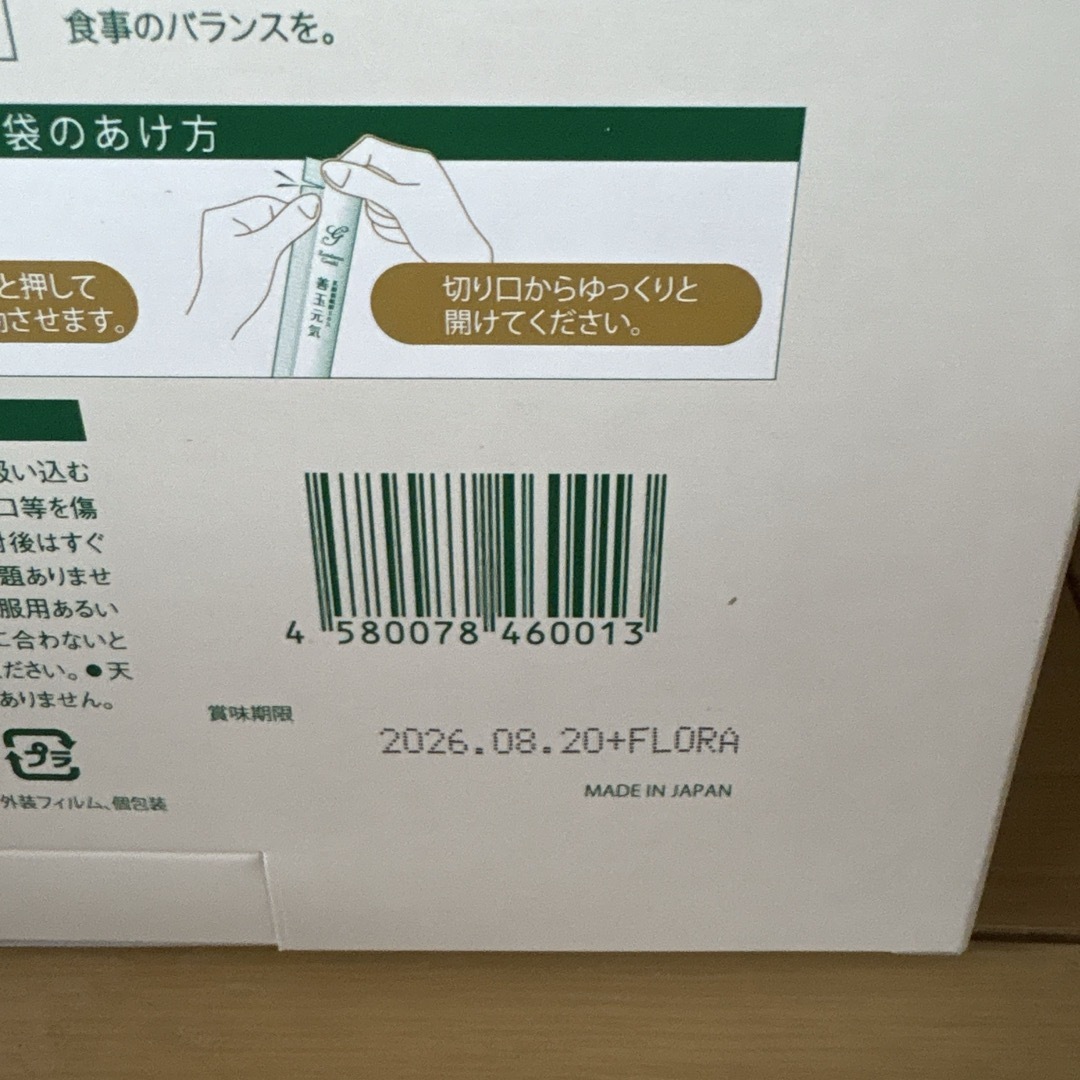 食事のバランスを。
袋のあけ方
と押して
させます。
善玉元気
切り口からゆっくりと
開けてください。
吸い込む
口等を傷
後はすぐ
題ありませ
服用あるい
に合わないと
ださい。●天
ありません。
4 580078 460013
賞味期限
2026.08.20+FLORA
MADE IN JAPAN
プラ
外装フィルム、個包装